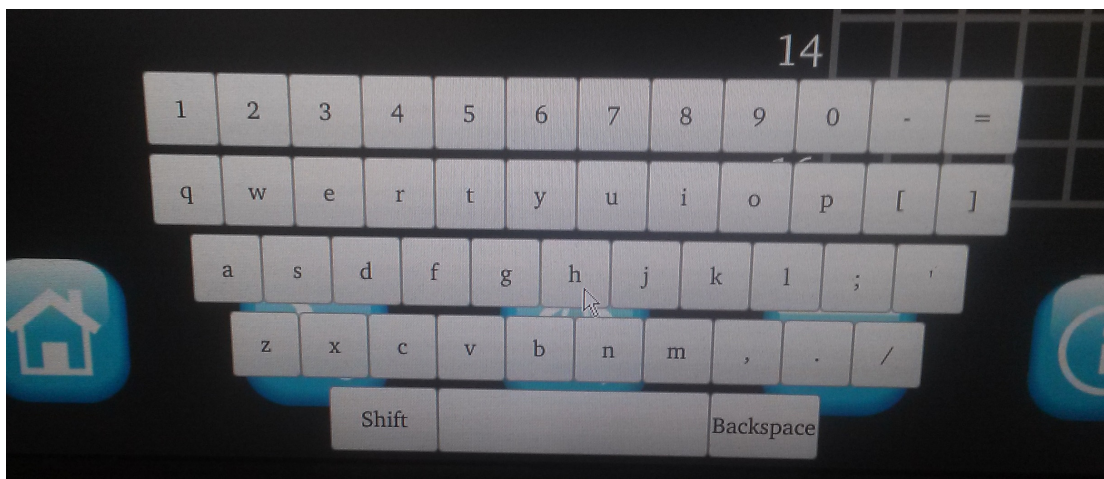 14
1 2 3 4 5 6 7 8 9 0 - =
q w e r t y u i o p [ ]
a s d f g h j k l ; '
z x c v b n m , . /
Shift Backspace